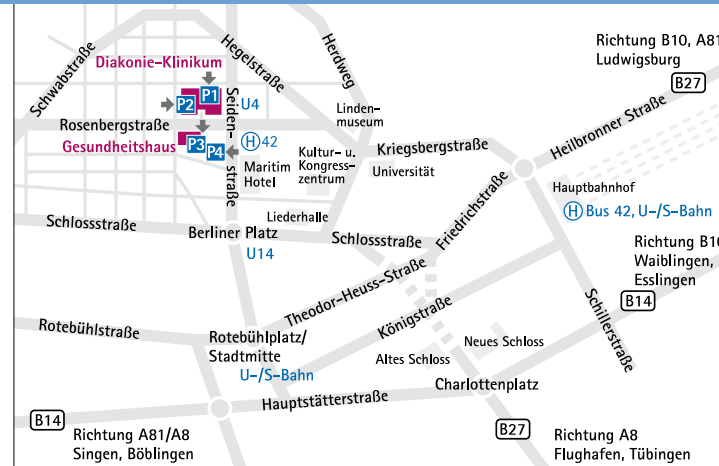 Richtung B10, A81
Ludwigsburg
B27
Schwabstraße
Hegelstraße
Herdweg
Diakonie-Klinikum
P1
P2
U4
Seiden-
straße
Linden-
museum
Heilbronner Straße
Rosenbergstraße
Gesundheitshaus
P3
P4
H 42
Maritim
Hotel
Kultur- u.
Kongress-
zentrum
Kriegsbergstraße
Universität
Hauptbahnhof
H Bus 42, U-/S-Bahn
Friedrichstraße
Schlossstraße
Liederhalle
Berliner Platz
U14
Schlossstraße
Richtung B10
Waiblingen,
Esslingen
B14
Theodor-Heuss-Straße
Königstraße
Schillerstraße
Rotebühlstraße
Rotebühlplatz/
Stadtmitte
U-/S-Bahn
Neues Schloss
Altes Schloss
Charlottenplatz
Hauptstätterstraße
B14
Richtung A81/A8
Singen, Böblingen
B27
Richtung A8
Flughafen, Tübingen